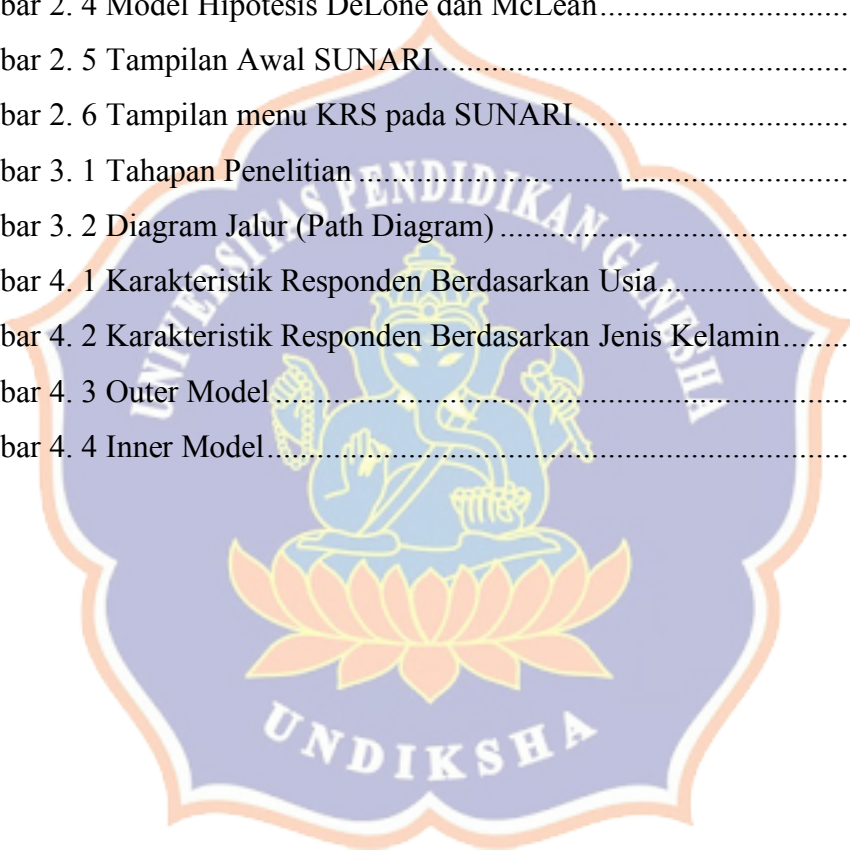 bar 2. 4 Model Hipotesis DeLone dan McLean................................
bar 2. 5 Tampilan Awal SUNARI......................................................
bar 2. 6 Tampilan menu KRS pada SUNARI...................................
bar 3. 1 Tahapan Penelitian ................................................................
bar 3. 2 Diagram Jalur (Path Diagram) .............................................
bar 4. 1 Karakteristik Responden Berdasarkan Usia.........................
bar 4. 2 Karakteristik Responden Berdasarkan Jenis Kelamin........
bar 4. 3 Outer Model...........................................................................
bar 4. 4 Inner Model............................................................................
UNIVERSITAS PENDIDIKAN GANESHA
UNDIKSHA